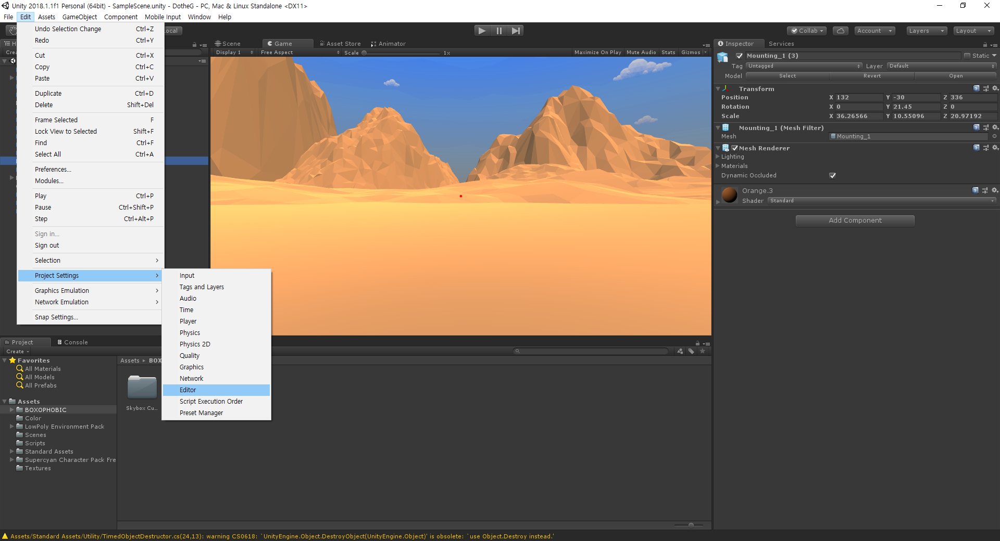 Unity 2018.1.1f1 Personal (64bit) - SampleScene.unity - DotheG - PC, Mac & Linux Standalone <DX11>
File Edit Assets GameObject Component Mobile Input Window Help
Undo Selection Change Ctrl+Z
Redo Ctrl+Y
Cut Ctrl+X
Copy Ctrl+C
Paste Ctrl+V
Duplicate Ctrl+D
Delete Shift+Del
Frame Selected F
Lock View to Selected Shift+F
Find Ctrl+F
Select All Ctrl+A
Preferences...
Modules...
Play Ctrl+P
Pause Ctrl+Shift+P
Step Ctrl+Alt+P
Sign in...
Sign out
Selection
Project Settings
Graphics Emulation
Network Emulation
Snap Settings...
Input
Tags and Layers
Audio
Time
Player
Physics
Physics 2D
Quality
Graphics
Network
Editor
Script Execution Order
Preset Manager
Collab Account Layers Layout
Scene Game Asset Store Animator
Display 1 Free Aspect Scale 1x Maximize On Play Mute Audio Stats Gizmos
Inspector Services
Mounting_1 (3) Static
Tag Untagged Layer Default
Model Select Revert Open
Transform
Position X 132 Y -30 Z 336
Rotation X 0 Y 21.45 Z 0
Scale X 36.26566 Y 10.55096 Z 20.97192
Mounting_1 (Mesh Filter)
Mesh Mounting_1
Mesh Renderer
Lighting
Materials
Dynamic Occluded
Orange.3
Shader Standard
Add Component
Project Console
Create
Favorites
All Materials
All Models
All Prefabs
Assets
BOXOPHOBIC
Color
LowPoly Environment Pack
Scenes
Scripts
Standard Assets
Supercyan Character Pack Fre
Textures
Assets ▸ BOX
Skybox Cu...
Assets/Standard Assets/Utility/TimedObjectDestructor.cs(24,13): warning CS0618: `UnityEngine.Object.DestroyObject(UnityEngine.Object)' is obsolete: `use Object.Destroy instead.'